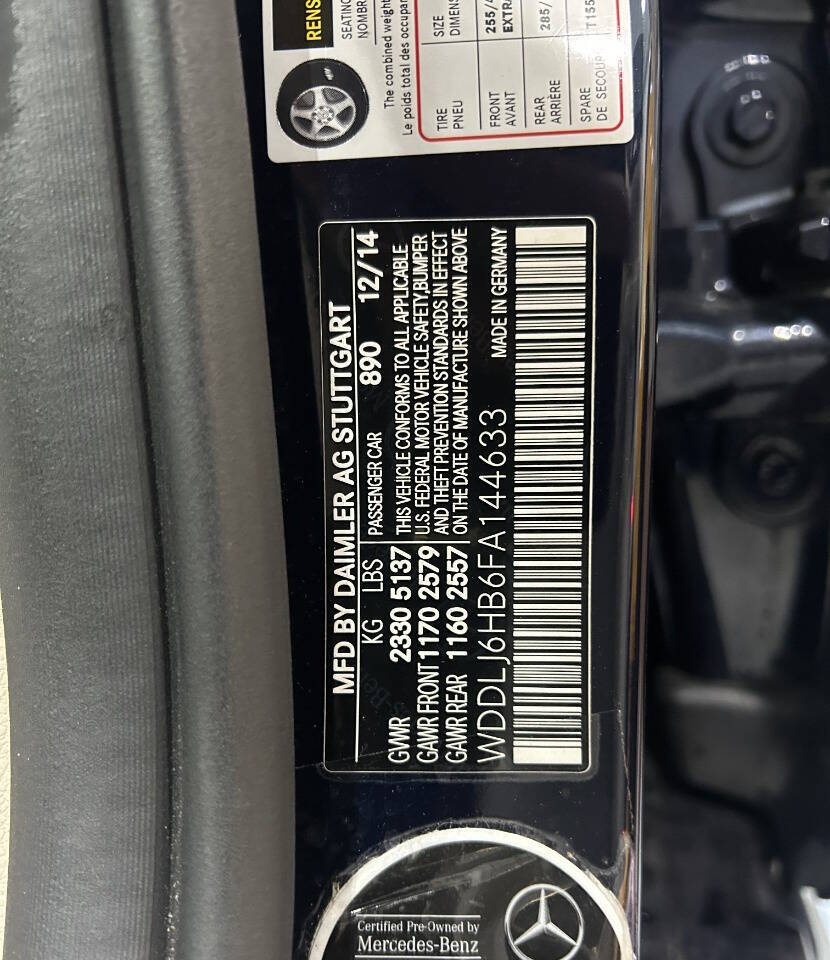 RENS
SEATING
NOMBR
The combined weight
Le poids total des occupan
TIRE
PNEU
SIZE
DIMENS
FRONT
AVANT
255/4
EXTRA
REAR
ARRIÈRE
285/
SPARE
DE SECOURS
T155
MFD BY DAIMLER AG STUTTGART
KG LBS PASSENGER CAR 890 12/14
GVWR 2330 5137 THIS VEHICLE CONFORMS TO ALL APPLICABLE
GAWR FRONT 1170 2579 U.S. FEDERAL MOTOR VEHICLE SAFETY,BUMPER
AND THEFT PREVENTION STANDARDS IN EFFECT
GAWR REAR 1160 2557 ON THE DATE OF MANUFACTURE SHOWN ABOVE
WDDLJ6HB6FA144633 MADE IN GERMANY
Certified Pre-Owned by
Mercedes-Benz